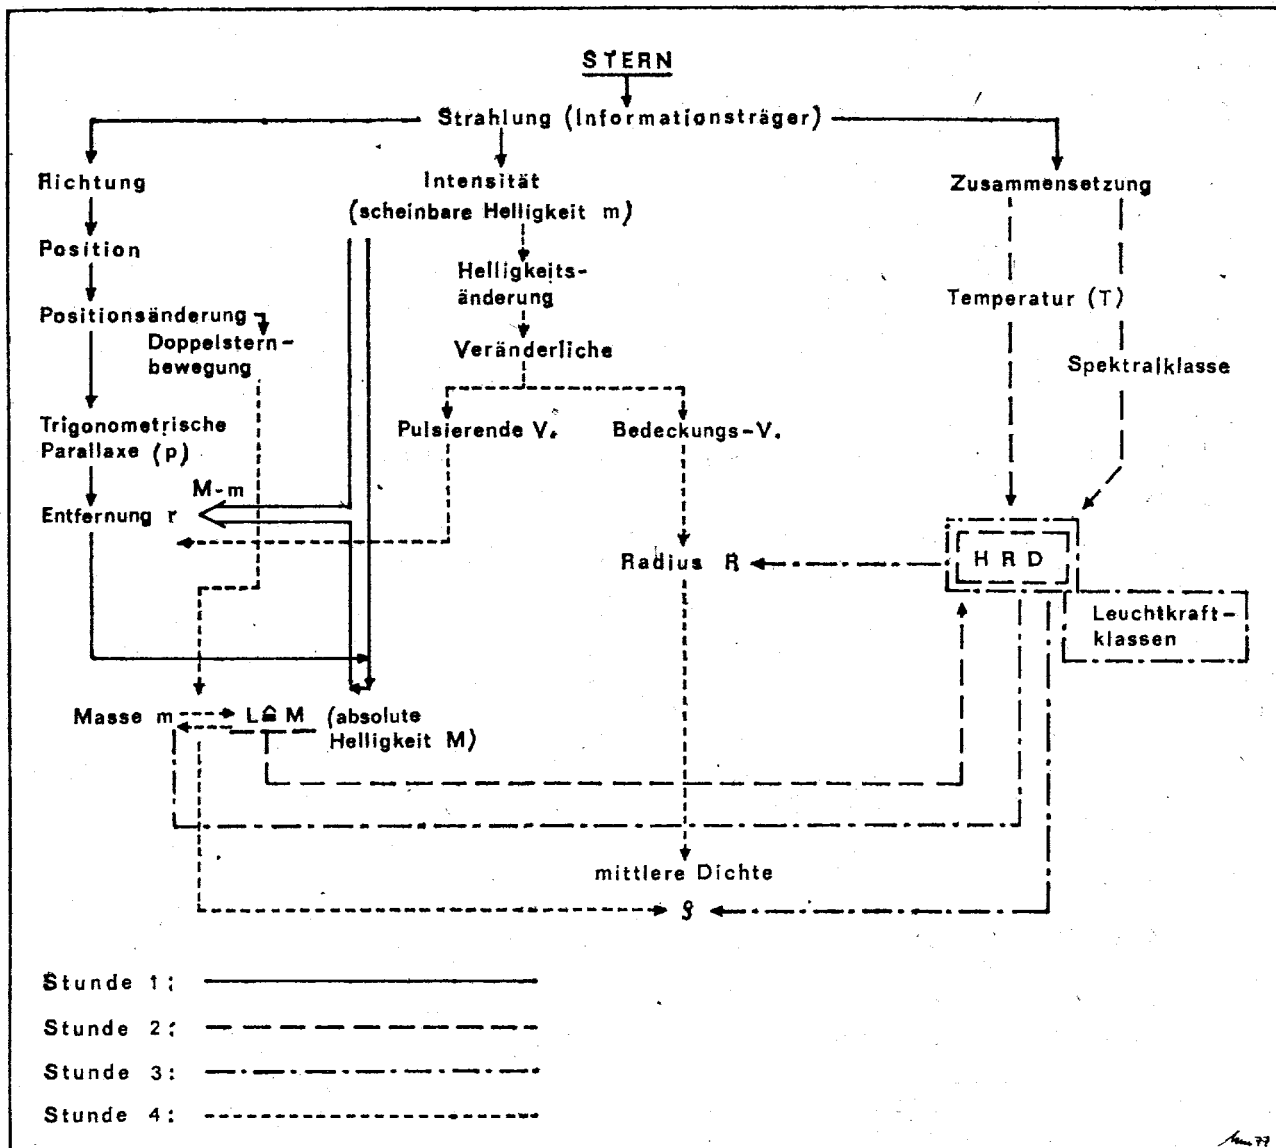 STERN
Strahlung (Informationsträger)
Richtung
Intensität
(scheinbare Helligkeit m)
Zusammensetzung
Position
Helligkeits-
änderung
Temperatur (T)
Positionsänderung
Doppelstern-
bewegung
Veränderliche
Spektralklasse
Trigonometrische
Parallaxe (p)
Pulsierende V.
Bedeckungs-V.
M-m
Entfernung r
Radius R
HRD
Leuchtkraft-
klassen
Masse m
L≙M (absolute
Helligkeit M)
mittlere Dichte
ρ
Stunde 1:
Stunde 2:
Stunde 3:
Stunde 4:
77